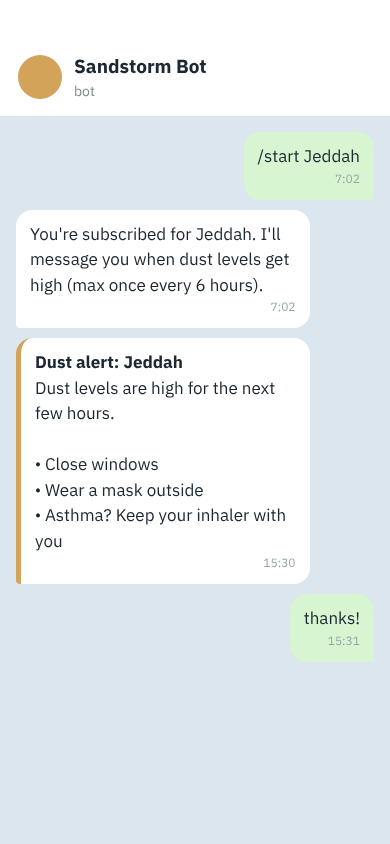 Sandstorm Bot
bot
/start Jeddah
7:02
You're subscribed for Jeddah. I'll
message you when dust levels get
high (max once every 6 hours).
7:02
Dust alert: Jeddah
Dust levels are high for the next
few hours.
• Close windows
• Wear a mask outside
• Asthma? Keep your inhaler with
you
15:30
thanks!
15:31